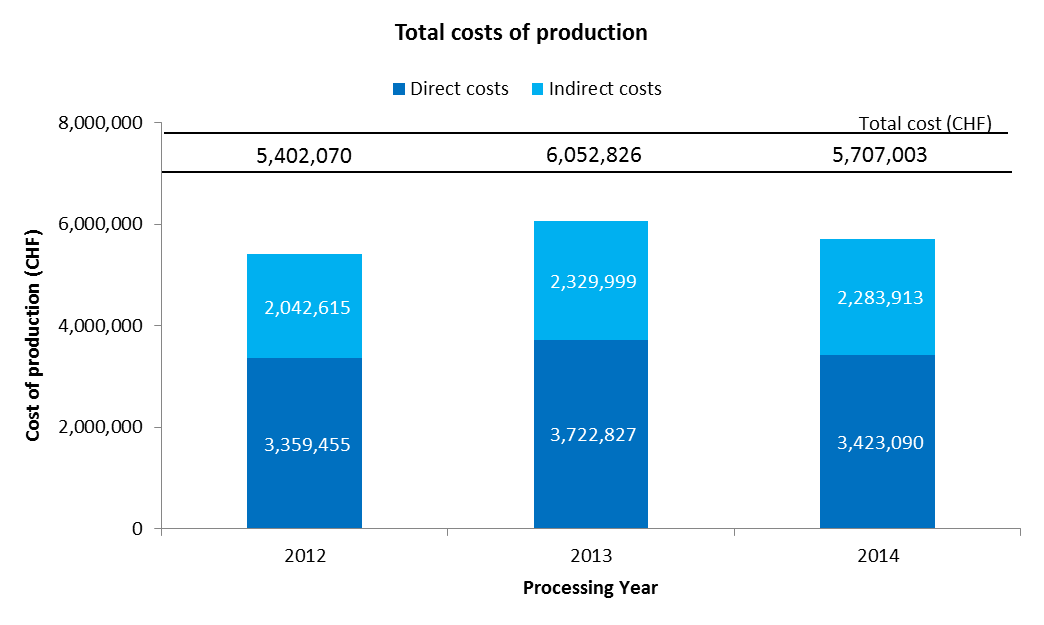 Total costs of production
Direct costs Indirect costs
8,000,000
Total cost (CHF)
5,402,070 6,052,826 5,707,003
6,000,000
2,042,615 2,329,999 2,283,913
4,000,000
2,000,000
3,359,455 3,722,827 3,423,090
0
Cost of production (CHF)
2012 2013 2014
Processing Year